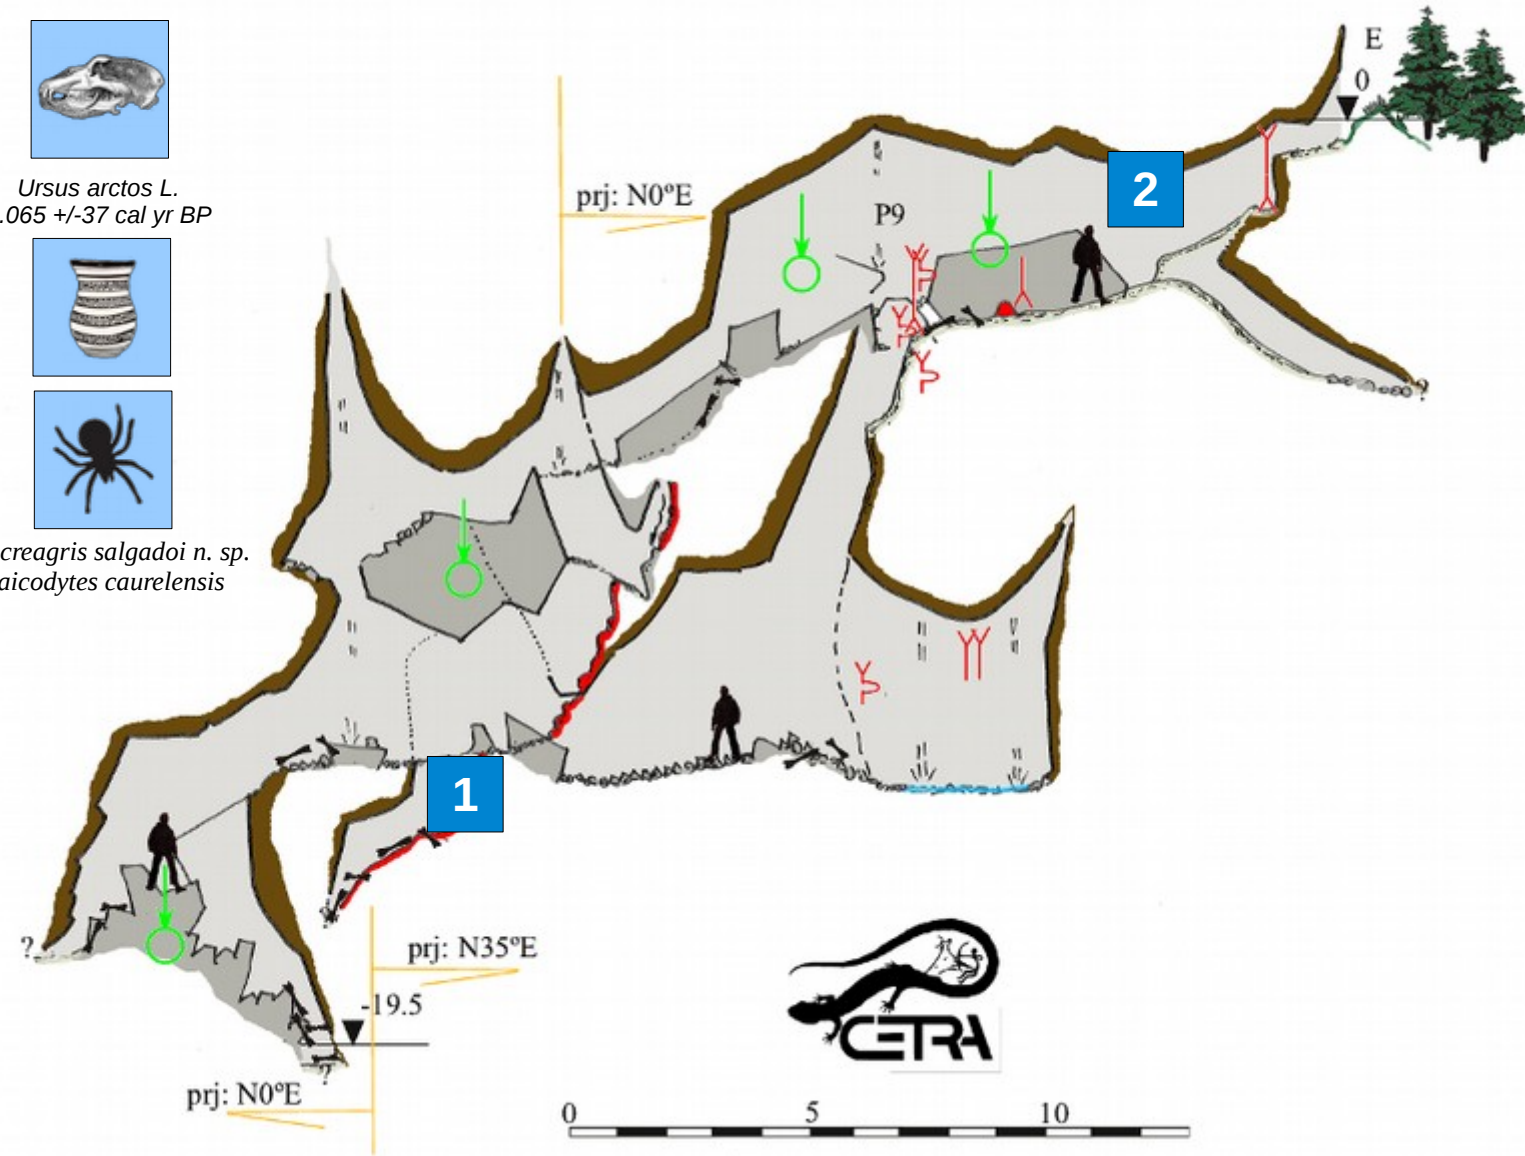 E
0
2
prj: N0ºE
P9
Ursus arctos L.
.065 +/-37 cal yr BP
creagris salgadoi n. sp.
aicodytes caurelensis
1
?
?
prj: N35ºE
-19.5
?
prj: N0ºE
CETRA
0 5 10